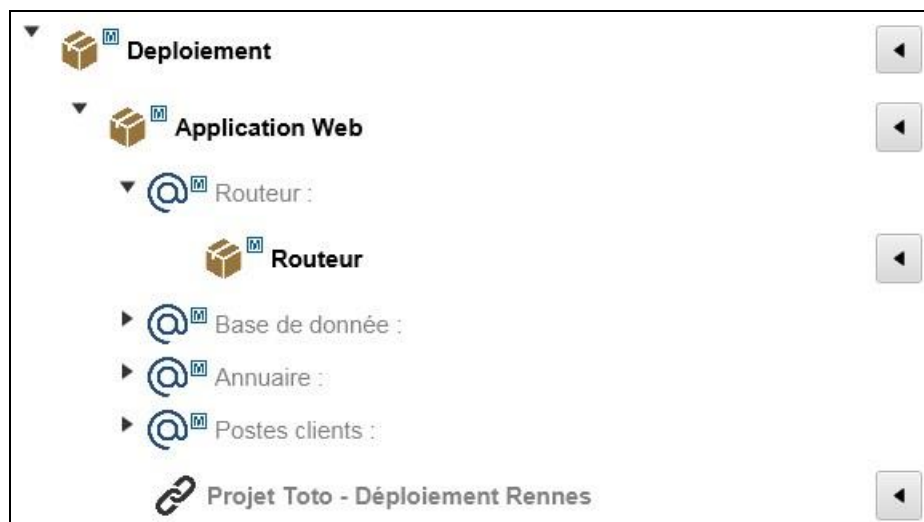 M Deploiement
M Application Web
@ M Routeur :
M Routeur
@ M Base de donnée :
@ M Annuaire :
@ M Postes clients :
Projet Toto - Déploiement Rennes